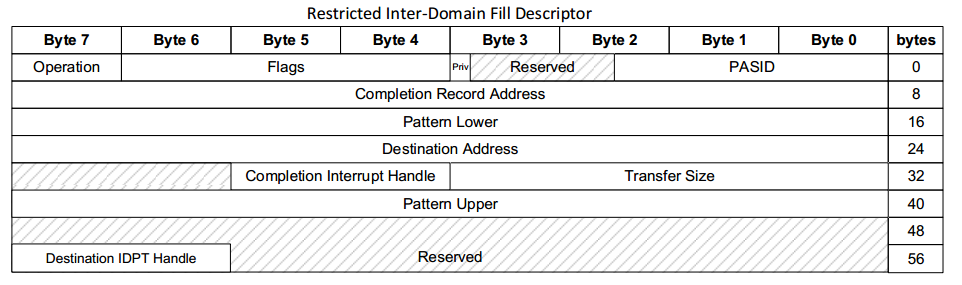 Restricted Inter-Domain Fill Descriptor
Byte 7 Byte 6 Byte 5 Byte 4 Byte 3 Byte 2 Byte 1 Byte 0 bytes
Operation Flags Priv Reserved PASID 0
Completion Record Address 8
Pattern Lower 16
Destination Address 24
Completion Interrupt Handle Transfer Size 32
Pattern Upper 40
48
Destination IDPT Handle Reserved 56